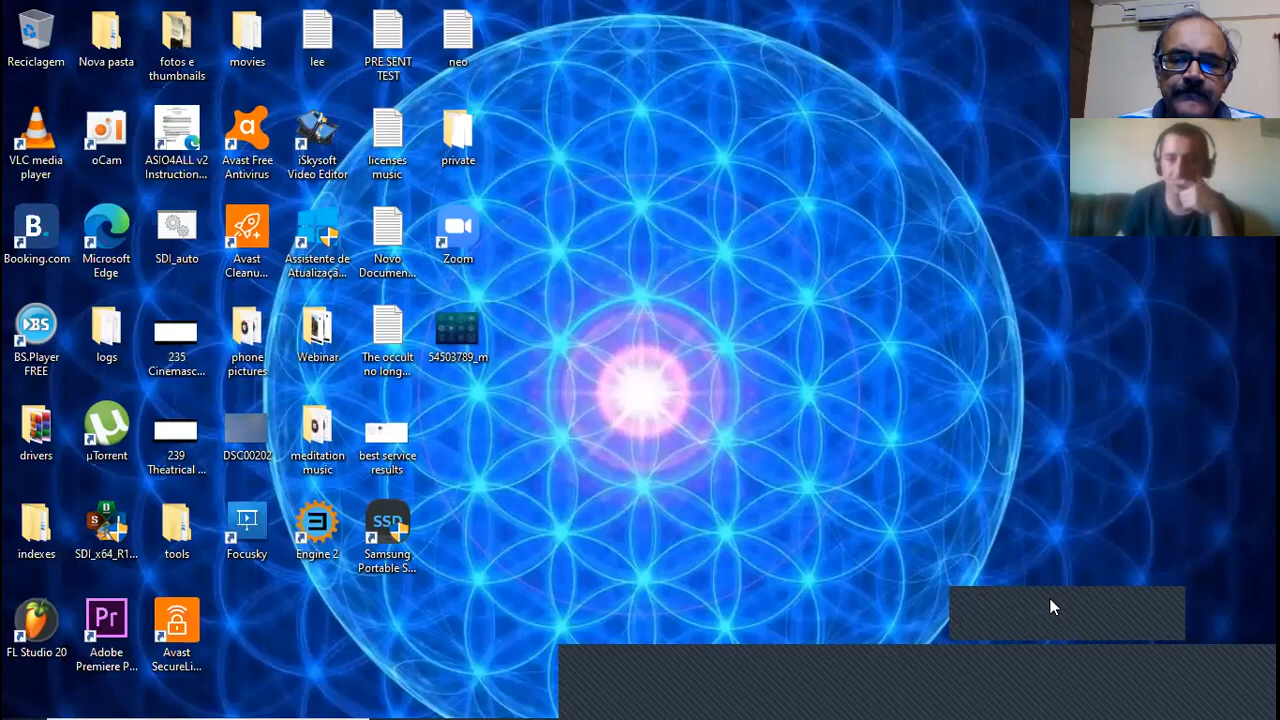 Reciclagem
Nova pasta
fotos e
thumbnails
movies
lee
PRE SENT
TEST
neo
VLC media
player
oCam
ASIO4ALL v2
Instruction...
Avast Free
Antivirus
iSkysoft
Video Editor
licenses
music
private
B.
Booking.com
Microsoft
Edge
SDI_auto
Avast
Cleanu...
Assistente de
Atualizaçã...
Novo
Documen...
Zoom
BS
BS.Player
FREE
logs
235
Cinemasc...
phone
pictures
Webinar
The occult
no long...
54503789_m
drivers
µTorrent
239
Theatrical ...
DSC00202
meditation
music
best service
results
indexes
S
D
SDI_x64_R1...
tools
Focusky
Engine 2
SSD
Samsung
Portable S...
FL Studio 20
Pr
Adobe
Premiere P...
Avast
SecureLi...